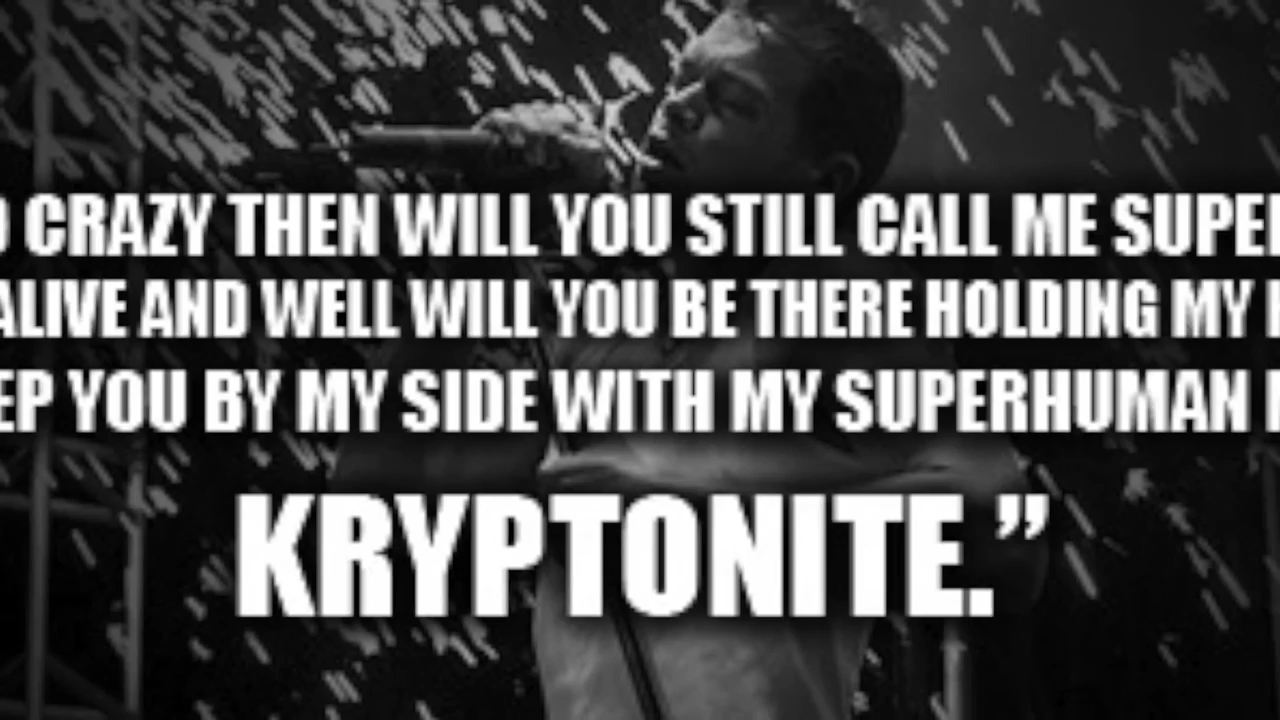 CRAZY THEN WILL YOU STILL CALL ME
ALIVE AND WELL WILL YOU BE THERE HOLDING MY
YOU BY MY SIDE WITH MY SUPERHUMAN
KRYPTONITE.”